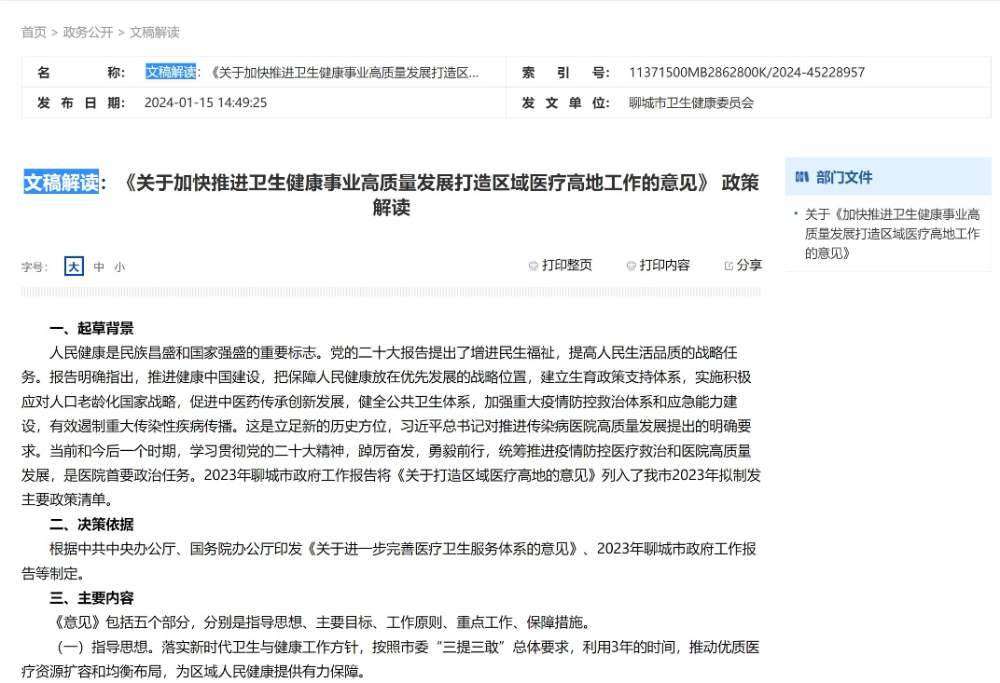 首页 > 政务公开 > 文稿解读
名 称： 文稿解读：《关于加快推进卫生健康事业高质量发展打造区...
索 引 号： 11371500MB2862800K/2024-45228957
发 布 日 期： 2024-01-15 14:49:25
发 文 单 位： 聊城市卫生健康委员会
文稿解读：《关于加快推进卫生健康事业高质量发展打造区域医疗高地工作的意见》 政策
解读
字号： 大 中 小
打印整页 打印内容 分享
一、起草背景
人民健康是民族昌盛和国家强盛的重要标志。党的二十大报告提出了增进民生福祉，提高人民生活品质的战略任
务。报告明确指出，推进健康中国建设，把保障人民健康放在优先发展的战略位置，建立生育政策支持体系，实施积极
应对人口老龄化国家战略，促进中医药传承创新发展，健全公共卫生体系，加强重大疫情防控救治体系和应急能力建
设，有效遏制重大传染性疾病传播。这是立足新的历史方位，习近平总书记对推进传染病医院高质量发展提出的明确要
求。当前和今后一个时期，学习贯彻党的二十大精神，踔厉奋发，勇毅前行，统筹推进疫情防控医疗救治和医院高质量
发展，是医院首要政治任务。2023年聊城市政府工作报告将《关于打造区域医疗高地的意见》列入了我市2023年拟制发
主要政策清单。
二、决策依据
根据中共中央办公厅、国务院办公厅印发《关于进一步完善医疗卫生服务体系的意见》、2023年聊城市政府工作报
告等制定。
三、主要内容
《意见》包括五个部分，分别是指导思想、主要目标、工作原则、重点工作、保障措施。
（一）指导思想。落实新时代卫生与健康工作方针，按照市委“三提三敢”总体要求，利用3年的时间，推动优质医
疗资源扩容和均衡布局，为区域人民健康提供有力保障。
部门文件
• 关于《加快推进卫生健康事业高
质量发展打造区域医疗高地工作
的意见》